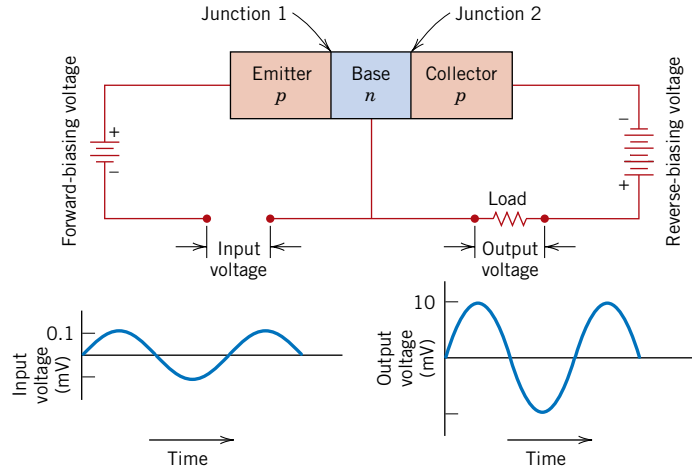 Junction 1
Junction 2
Emitter
p
Base
n
Collector
p
Forward-biasing voltage
+
−
Reverse-biasing voltage
−
+
Load
Input
voltage
Output
voltage
0.1
Input
voltage
(mV)
Time
10
Output
voltage
(mV)
Time